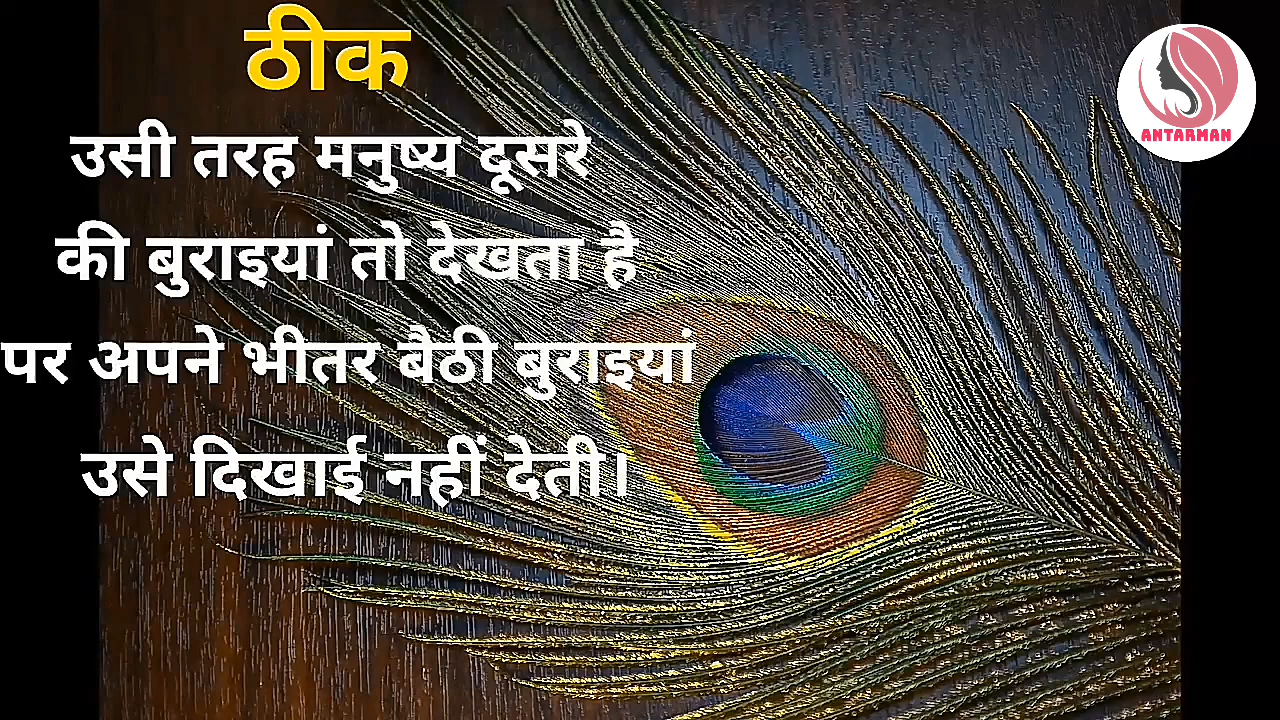 ठीक
उसी तरह मनुष्य दूसरे
की बुराइयां तो देखता है
पर अपने भीतर बैठी बुराइयां
उसे दिखाई नहीं देती।
ANTARMAN